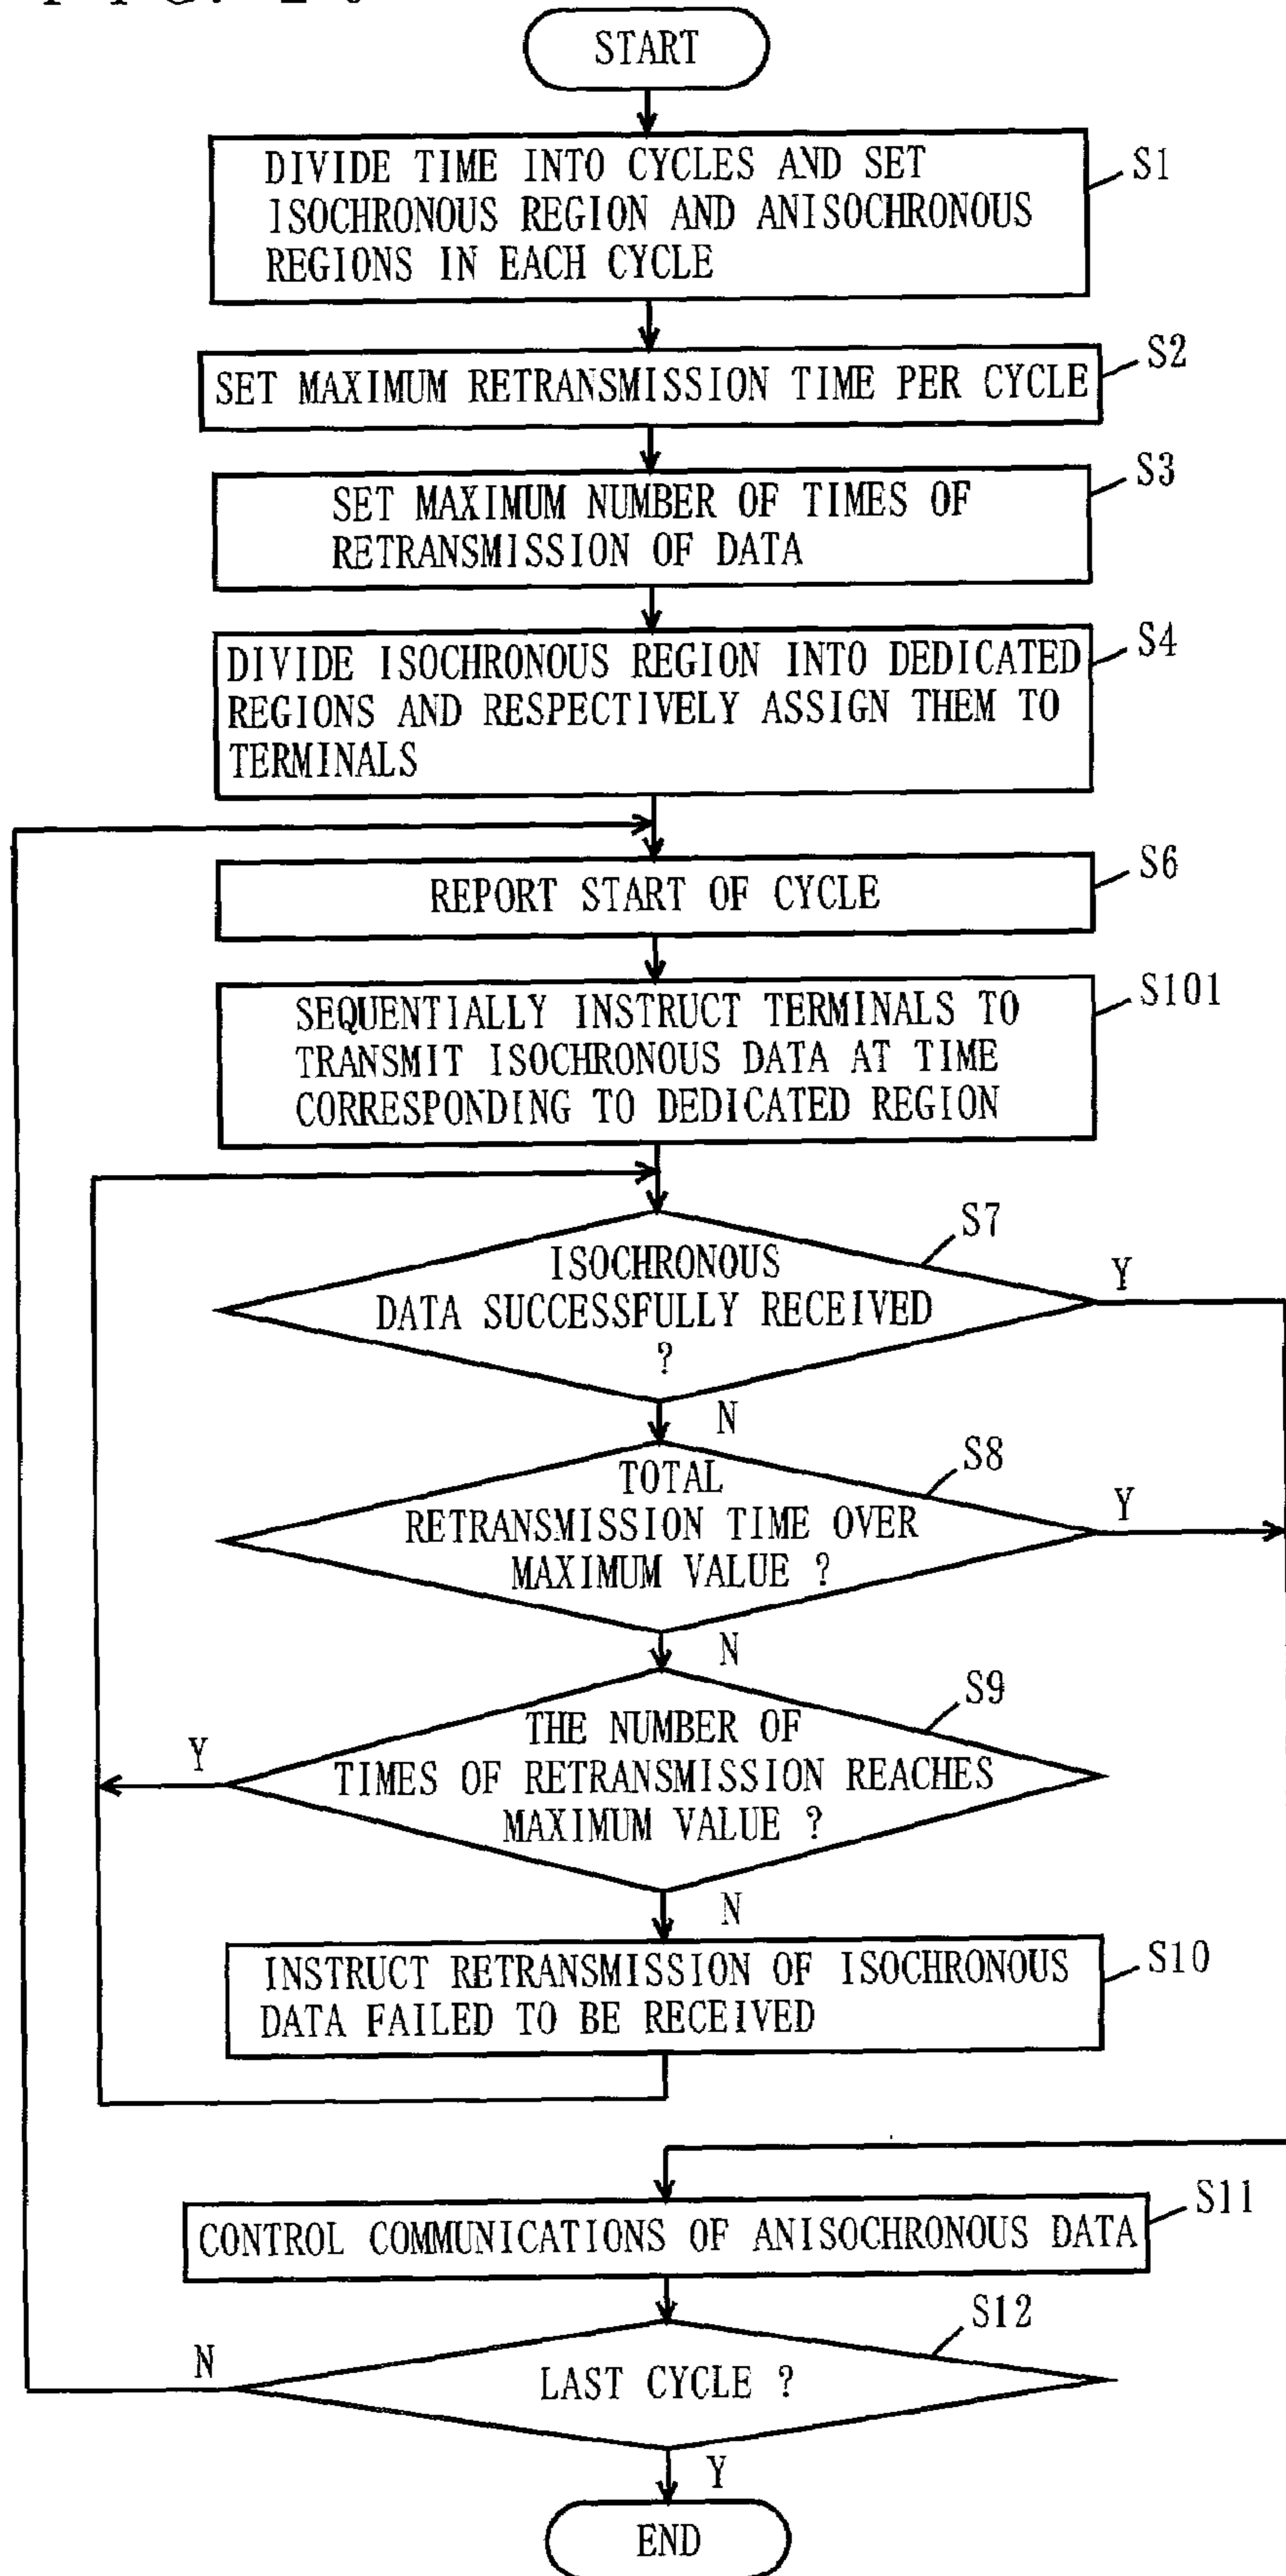 START
DIVIDE TIME INTO CYCLES AND SET
ISOCHRONOUS REGION AND ANISOCHRONOUS
REGIONS IN EACH CYCLE
S1
SET MAXIMUM RETRANSMISSION TIME PER CYCLE
S2
SET MAXIMUM NUMBER OF TIMES OF
RETRANSMISSION OF DATA
S3
DIVIDE ISOCHRONOUS REGION INTO DEDICATED
REGIONS AND RESPECTIVELY ASSIGN THEM TO
TERMINALS
S4
REPORT START OF CYCLE
S6
SEQUENTIALLY INSTRUCT TERMINALS TO
TRANSMIT ISOCHRONOUS DATA AT TIME
CORRESPONDING TO DEDICATED REGION
S101
ISOCHRONOUS
DATA SUCCESSFULLY RECEIVED
?
S7
Y
N
TOTAL
RETRANSMISSION TIME OVER
MAXIMUM VALUE ?
S8
Y
N
THE NUMBER OF
TIMES OF RETRANSMISSION REACHES
MAXIMUM VALUE ?
S9
Y
N
INSTRUCT RETRANSMISSION OF ISOCHRONOUS
DATA FAILED TO BE RECEIVED
S10
CONTROL COMMUNICATIONS OF ANISOCHRONOUS DATA
S11
LAST CYCLE ?
S12
N
Y
END